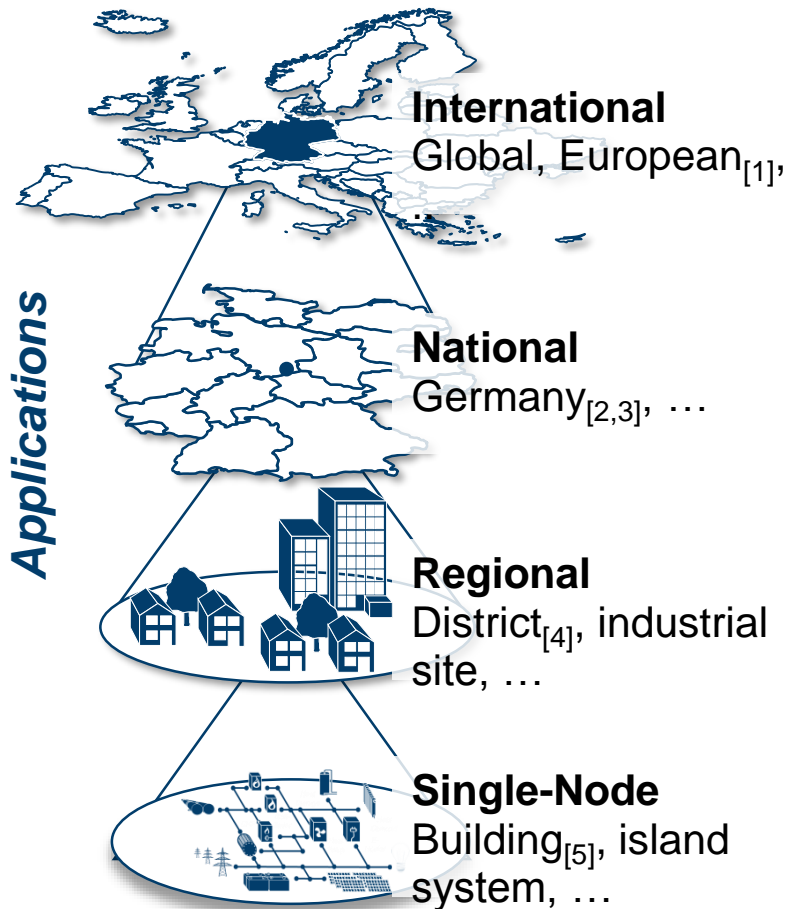 Applications
International
Global, European[1],
...
National
Germany[2,3], …
Regional
District[4], industrial
site, …
Single-Node
Building[5], island
system, …